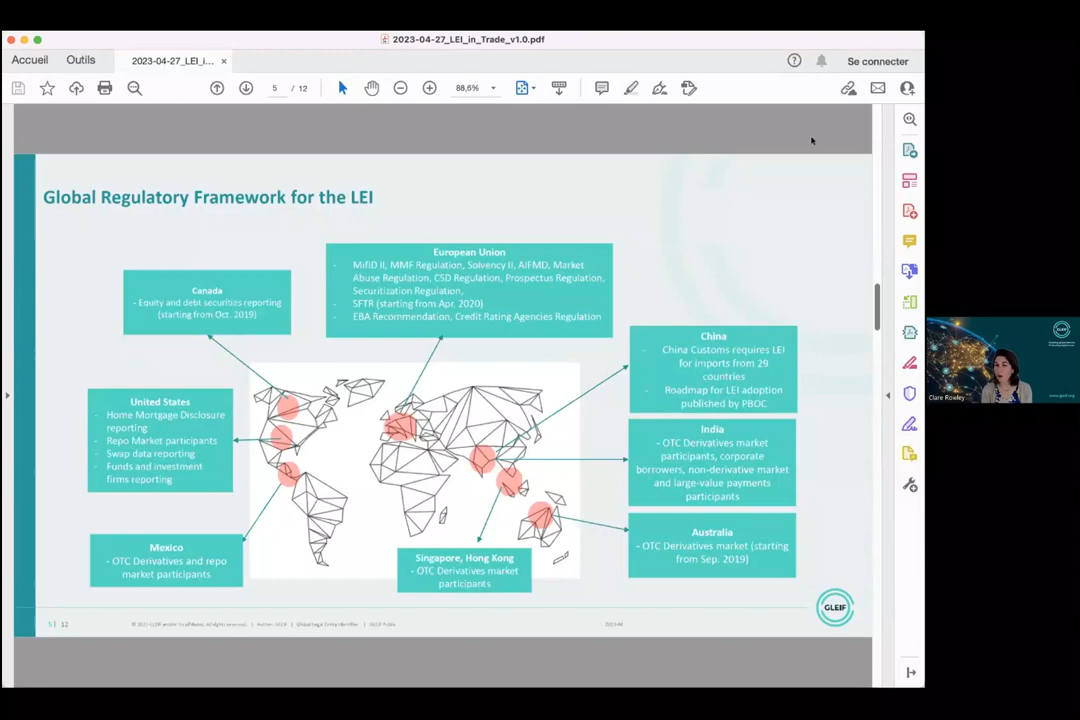 2023-04-27_LEI_in_Trade_v1.0.pdf
Accueil
Outils
2023-04-27_LEI_i...
Se connecter
5 / 12
88,6%
Global Regulatory Framework for the LEI
European Union
- MifiD II, MMF Regulation, Solvency II, AIFMD, Market
Abuse Regulation, CSD Regulation, Prospectus Regulation,
Securitization Regulation,
- SFTR (starting from Apr. 2020)
- EBA Recommendation, Credit Rating Agencies Regulation
Canada
- Equity and debt securities reporting
(starting from Oct. 2019)
China
- China Customs requires LEI
for imports from 29
countries
- Roadmap for LEI adoption
published by PBOC
United States
- Home Mortgage Disclosure
reporting
- Repo Market participants
- Swap data reporting
- Funds and investment
firms reporting
India
- OTC Derivatives market
participants, corporate
borrowers, non-derivative market
and large-value payments
participants
Australia
- OTC Derivatives market (starting
from Sep. 2019)
Mexico
- OTC Derivatives and repo
market participants
Singapore, Hong Kong
- OTC Derivatives market
participants
GLEIF
5 | 12
Clare Rowley
GLEIF